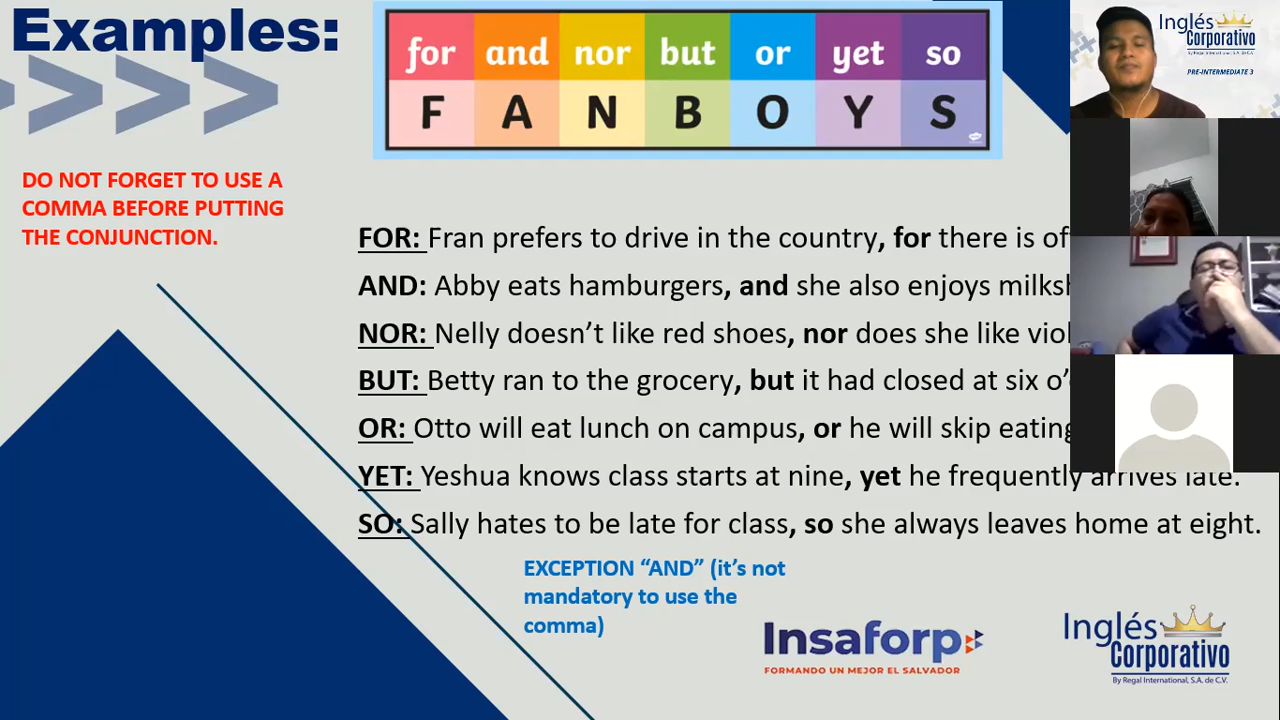 Examples:
for and nor but or yet so
F A N B O Y S
DO NOT FORGET TO USE A
COMMA BEFORE PUTTING
THE CONJUNCTION.
FOR: Fran prefers to drive in the country, for there is
AND: Abby eats hamburgers, and she also enjoys
NOR: Nelly doesn’t like red shoes, nor does she like
BUT: Betty ran to the grocery, but it had closed at six
OR: Otto will eat lunch on campus, or he will skip eating
YET: Yeshua knows class starts at nine, yet he frequently arrives late.
SO: Sally hates to be late for class, so she always leaves home at eight.
EXCEPTION “AND” (it’s not
mandatory to use the
comma)
Insaforp
FORMANDO UN MEJOR EL SALVADOR
Inglés
Corporativo
By Regal International, S.A. de C.V.
Inglés
Corporativo
By Regal International, S.A. de C.V.
PRE-INTERMEDIATE 3